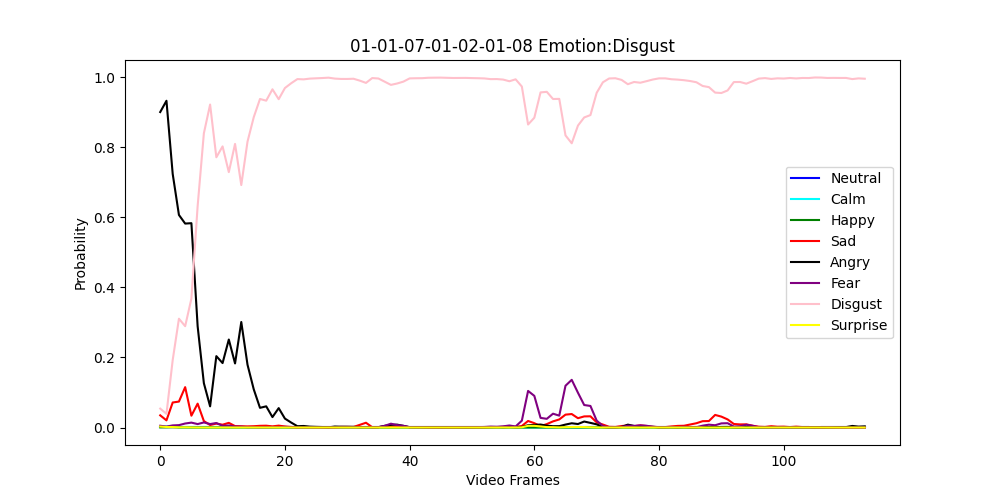 01-01-07-01-02-01-08 Emotion:Disgust
Probability
1.0
0.8
0.6
0.4
0.2
0.0
Neutral
Calm
Happy
Sad
Angry
Fear
Disgust
Surprise
0 20 40 60 80 100
Video Frames